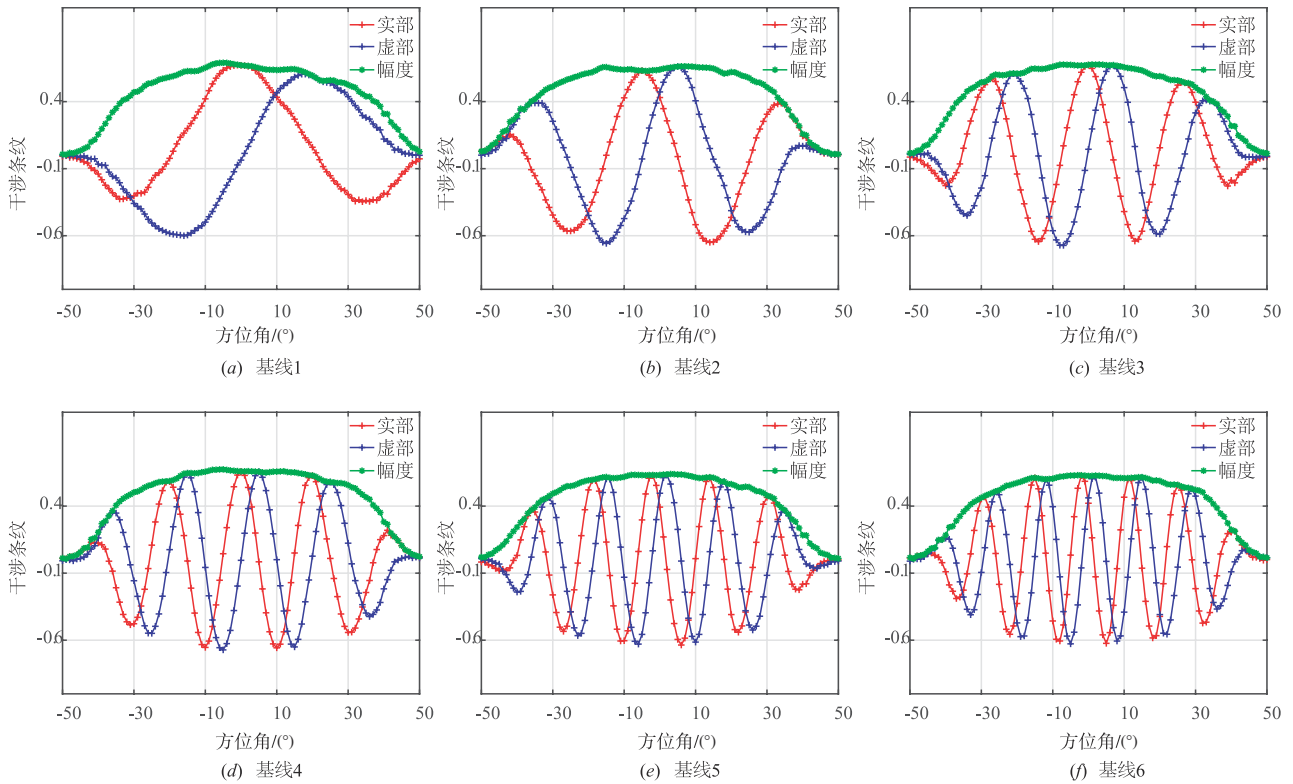 实部
虚部
幅度
0.4
-0.1
-0.6
干涉条纹
-50 -30 -10 10 30 50
方位角/(°)
(a) 基线1
实部
虚部
幅度
0.4
-0.1
-0.6
干涉条纹
-50 -30 -10 10 30 50
方位角/(°)
(b) 基线2
实部
虚部
幅度
0.4
-0.1
-0.6
干涉条纹
-50 -30 -10 10 30 50
方位角/(°)
(c) 基线3
实部
虚部
幅度
0.4
-0.1
-0.6
干涉条纹
-50 -30 -10 10 30 50
方位角/(°)
(d) 基线4
实部
虚部
幅度
0.4
-0.1
-0.6
干涉条纹
-50 -30 -10 10 30 50
方位角/(°)
(e) 基线5
实部
虚部
幅度
0.4
-0.1
-0.6
干涉条纹
-50 -30 -10 10 30 50
方位角/(°)
(f) 基线6